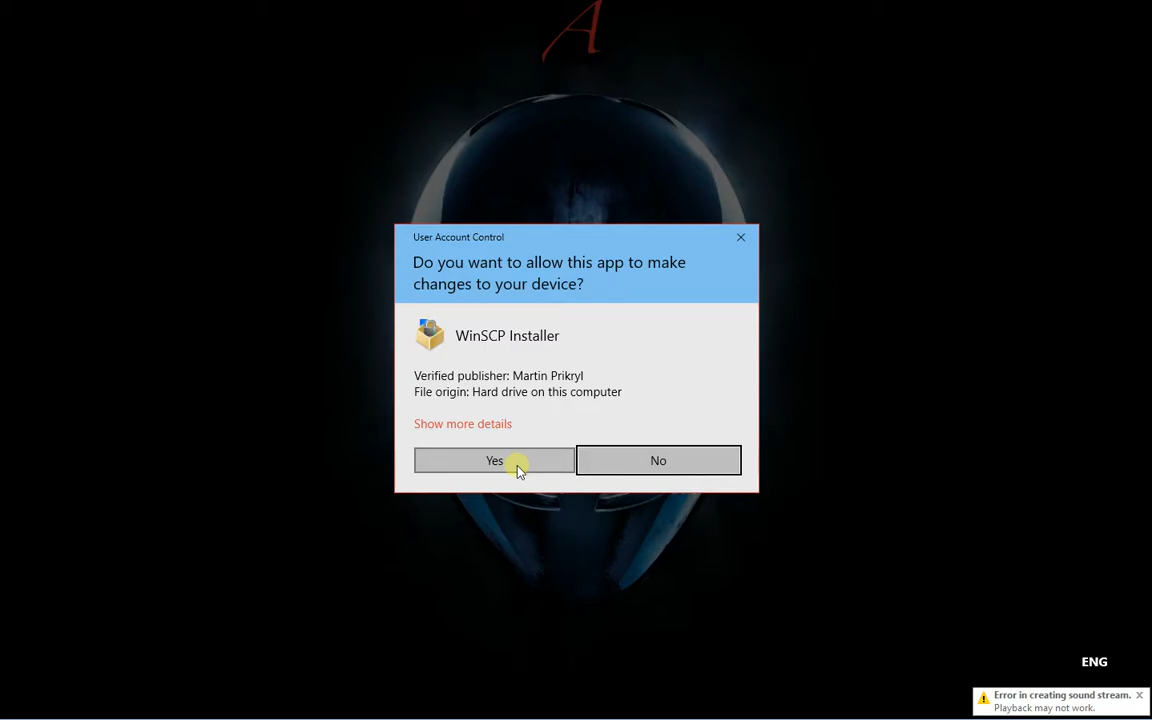 A
User Account Control
Do you want to allow this app to make
changes to your device?
WinSCP Installer
Verified publisher: Martin Prikryl
File origin: Hard drive on this computer
Show more details
Yes
No
ENG
Error in creating sound stream.
Playback may not work.